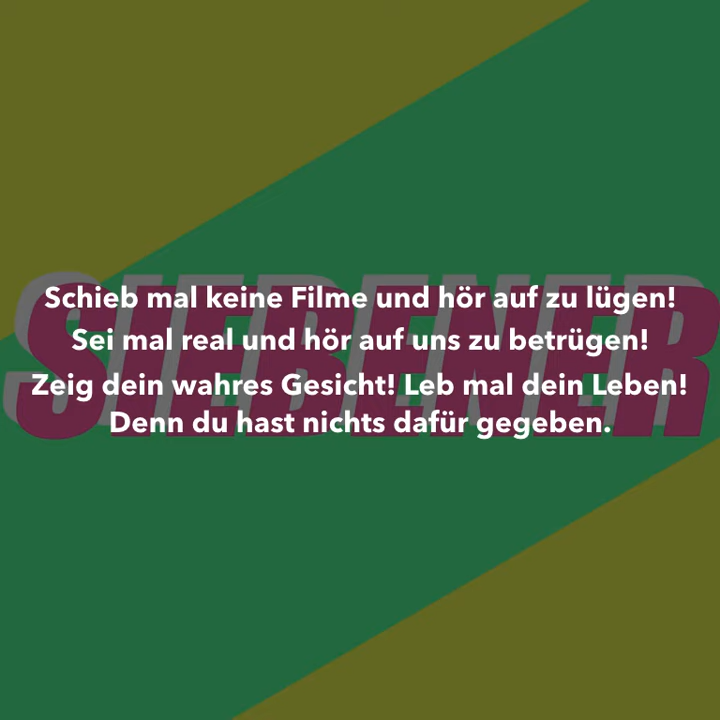 SIEBENER
Schieb mal keine Filme und hör auf zu lügen!
Sei mal real und hör auf uns zu betrügen!
Zeig dein wahres Gesicht! Leb mal dein Leben!
Denn du hast nichts dafür gegeben.